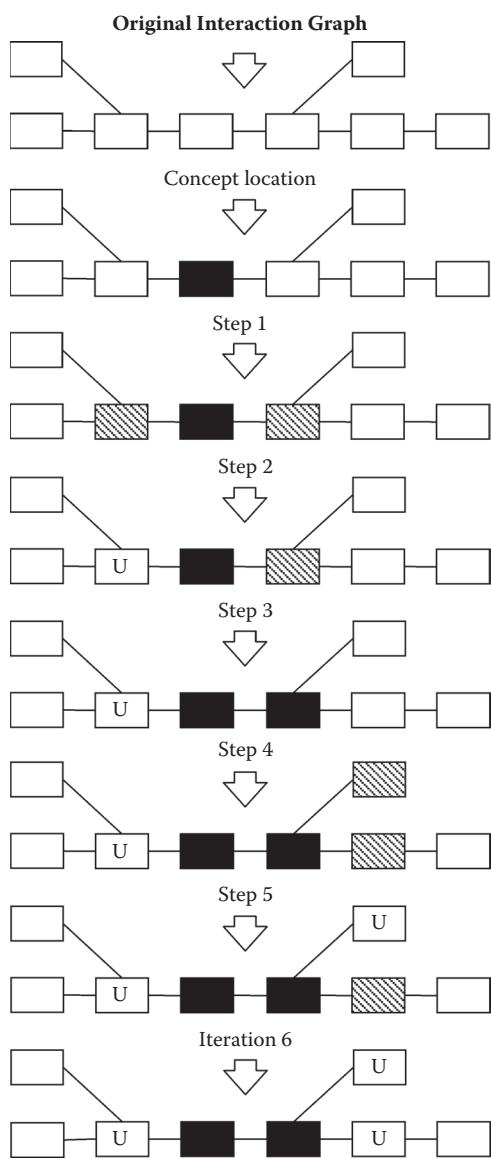 Original Interaction Graph
Concept location
Step 1
Step 2
U
Step 3
U
Step 4
U
Step 5
U
U
Iteration 6
U
U
U